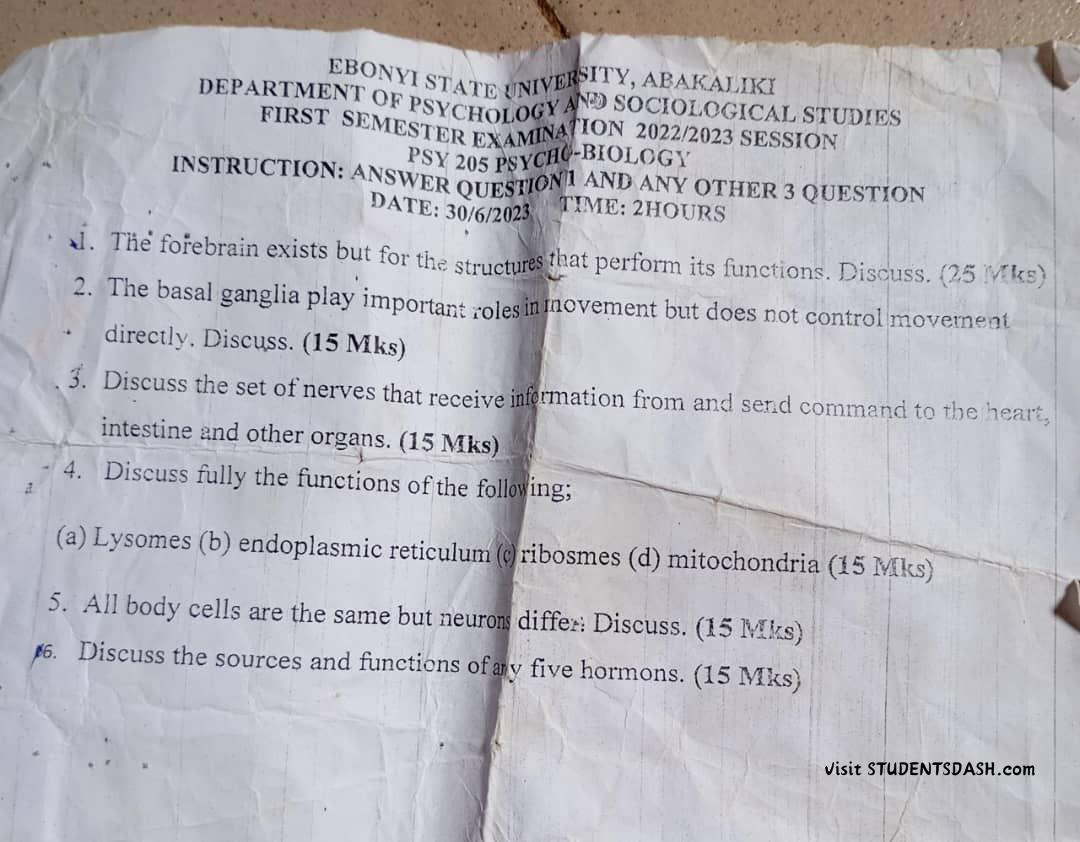 EBONYI STATE UNIVERSITY, ABAKALIKI
DEPARTMENT OF PSYCHOLOGY AND SOCIOLOGICAL STUDIES
FIRST SEMESTER EXAMINATION 2022/2023 SESSION
PSY 205 PSYCHO-BIOLOGY
INSTRUCTION: ANSWER QUESTION 1 AND ANY OTHER 3 QUESTION
DATE: 30/6/2023 TIME: 2HOURS
1. The forebrain exists but for the structures that perform its functions. Discuss. (25 Mks)
2. The basal ganglia play important roles in movement but does not control movement
directly. Discuss. (15 Mks)
3. Discuss the set of nerves that receive information from and send command to the heart,
intestine and other organs. (15 Mks)
4. Discuss fully the functions of the following;
(a) Lysomes (b) endoplasmic reticulum (c) ribosmes (d) mitochondria (15 Mks)
5. All body cells are the same but neurons differ: Discuss. (15 Mks)
6. Discuss the sources and functions of any five hormons. (15 Mks)
Visit STUDENTSDASH.com